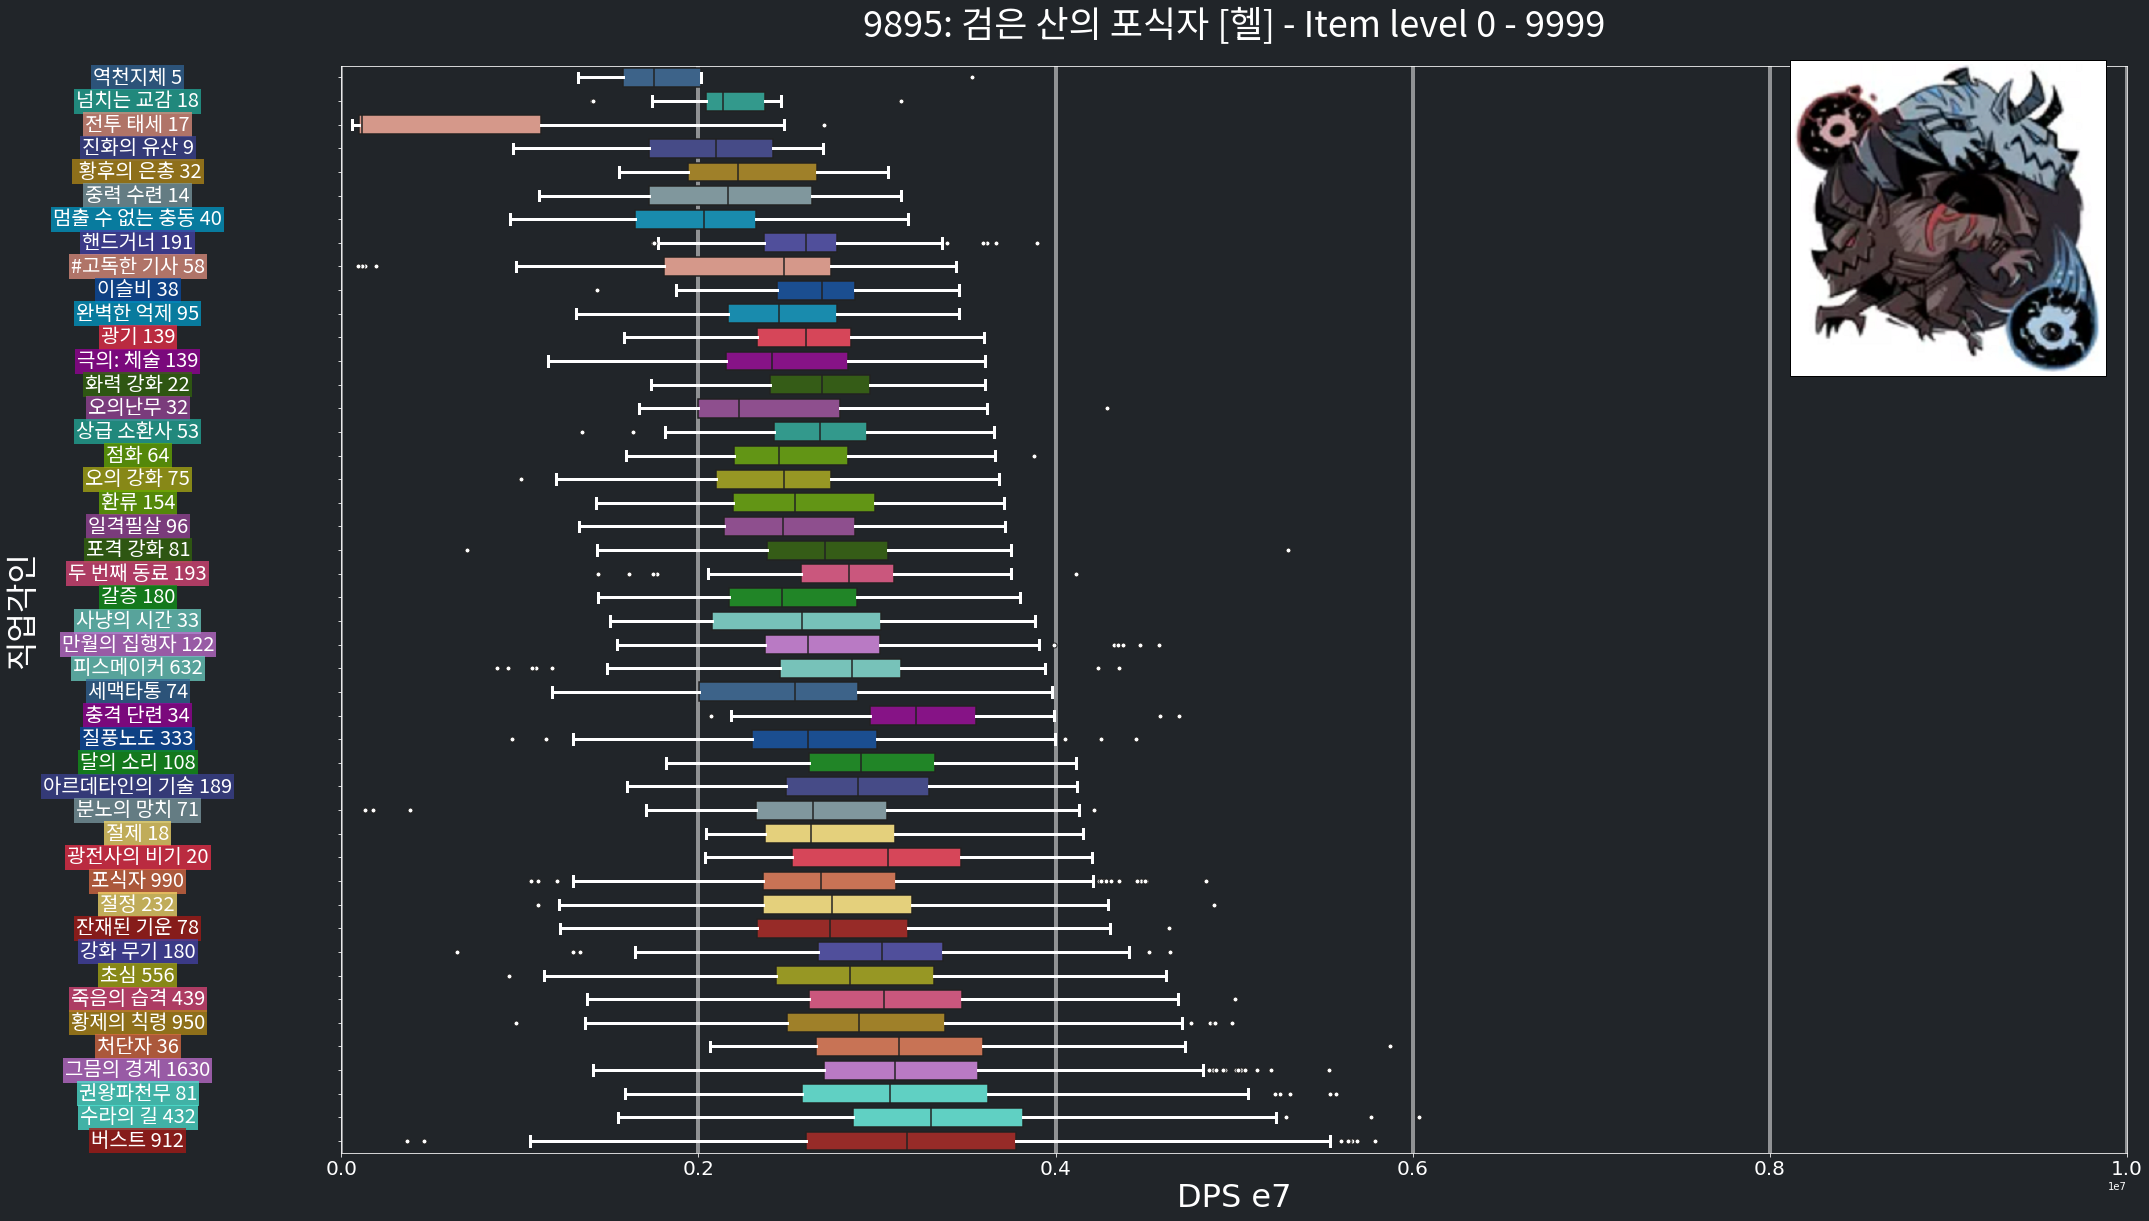 9895: 검은 산의 포식자 [헬] - Item level 0 - 9999
역천지체 5
넘치는 교감 18
전투 태세 17
진화의 유산 9
황후의 은총 32
중력 수련 14
멈출 수 없는 충동 40
핸드거너 191
#고독한 기사 58
이슬비 38
완벽한 억제 95
광기 139
극의: 체술 139
화력 강화 22
오의난무 32
상급 소환사 53
점화 64
오의 강화 75
환류 154
일격필살 96
포격 강화 81
두 번째 동료 193
갈증 180
사냥의 시간 33
만월의 집행자 122
피스메이커 632
세맥타통 74
충격 단련 34
질풍노도 333
달의 소리 108
아르데타인의 기술 189
분노의 망치 71
절제 18
광전사의 비기 20
포식자 990
절정 232
잔재된 기운 78
강화 무기 180
초심 556
죽음의 습격 439
황제의 칙령 950
처단자 36
그믐의 경계 1630
권왕파천무 81
수라의 길 432
버스트 912
직업각인
0.0 0.2 0.4 0.6 0.8 1.0
1e7
DPS e7